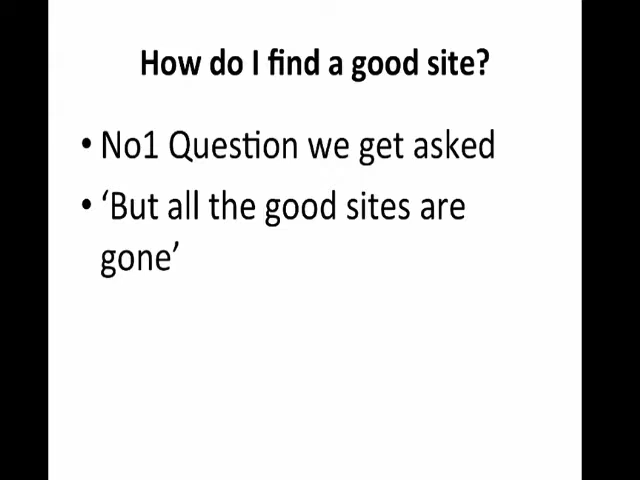 How do I find a good site?
• No1 Question we get asked
• ‘But all the good sites are
gone’